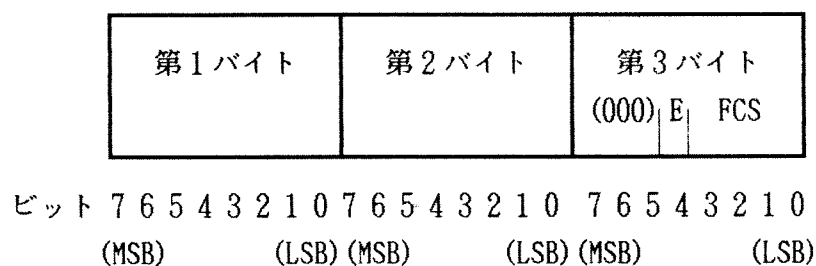 第1バイト 第2バイト 第3バイト
(000) E FCS
ビット 7 6 5 4 3 2 1 0 7 6 5 4 3 2 1 0 7 6 5 4 3 2 1 0
(MSB) (LSB) (MSB) (LSB) (MSB) (LSB)